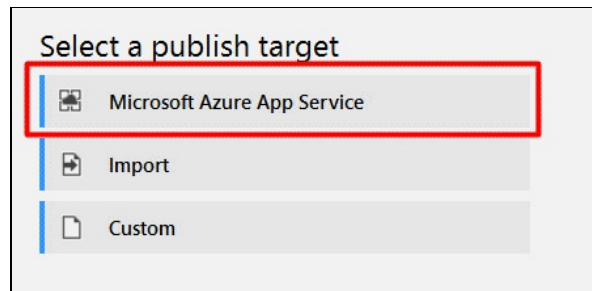 Select a publish target
Microsoft Azure App Service
Import
Custom